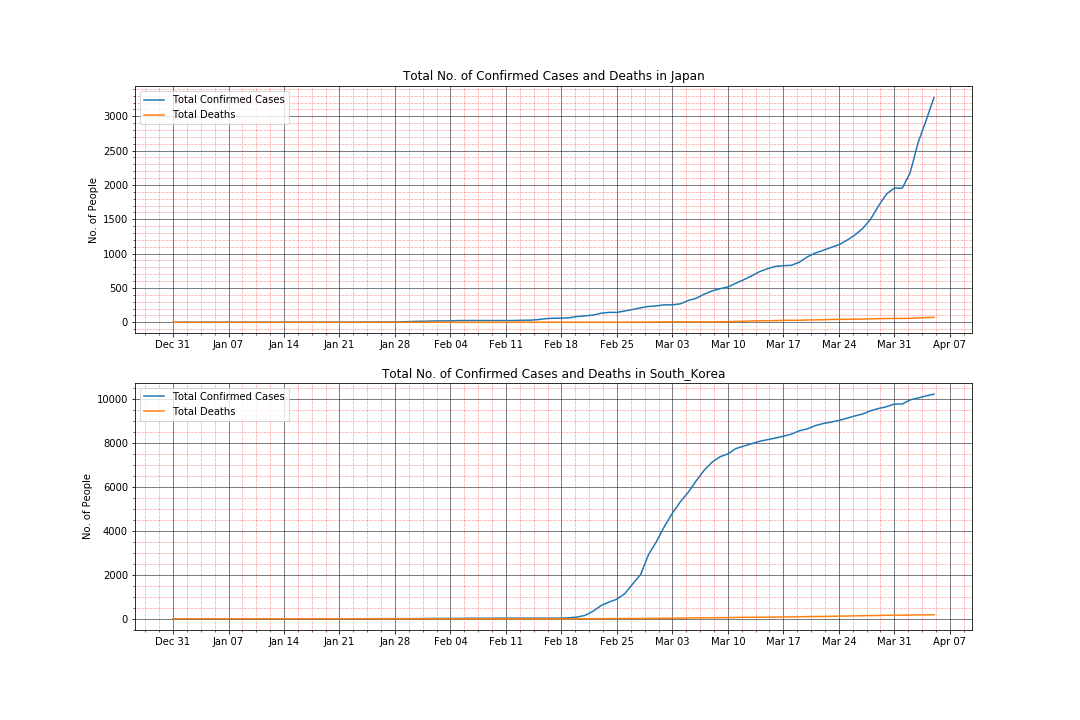 Total No. of Confirmed Cases and Deaths in Japan
Total Confirmed Cases
Total Deaths
No. of People
3000
2500
2000
1500
1000
500
0
Dec 31 Jan 07 Jan 14 Jan 21 Jan 28 Feb 04 Feb 11 Feb 18 Feb 25 Mar 03 Mar 10 Mar 17 Mar 24 Mar 31 Apr 07
Total No. of Confirmed Cases and Deaths in South_Korea
Total Confirmed Cases
Total Deaths
No. of People
10000
8000
6000
4000
2000
0
Dec 31 Jan 07 Jan 14 Jan 21 Jan 28 Feb 04 Feb 11 Feb 18 Feb 25 Mar 03 Mar 10 Mar 17 Mar 24 Mar 31 Apr 07